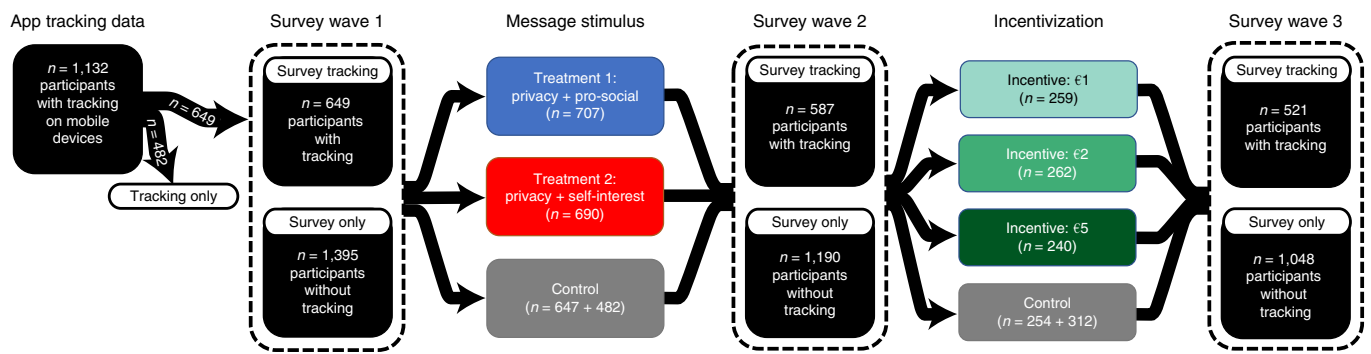 App tracking data
n = 1,132
participants
with tracking
on mobile
devices
n = 649
n = 482
Tracking only
Survey wave 1
Survey tracking
n = 649
participants
with
tracking
Survey only
n = 1,395
participants
without
tracking
Message stimulus
Treatment 1:
privacy + pro-social
(n = 707)
Treatment 2:
privacy + self-interest
(n = 690)
Control
(n = 647 + 482)
Survey wave 2
Survey tracking
n = 587
participants
with tracking
Survey only
n = 1,190
participants
without
tracking
Incentivization
Incentive: €1
(n = 259)
Incentive: €2
(n = 262)
Incentive: €5
(n = 240)
Control
(n = 254 + 312)
Survey wave 3
Survey tracking
n = 521
participants
with tracking
Survey only
n = 1,048
participants
without
tracking